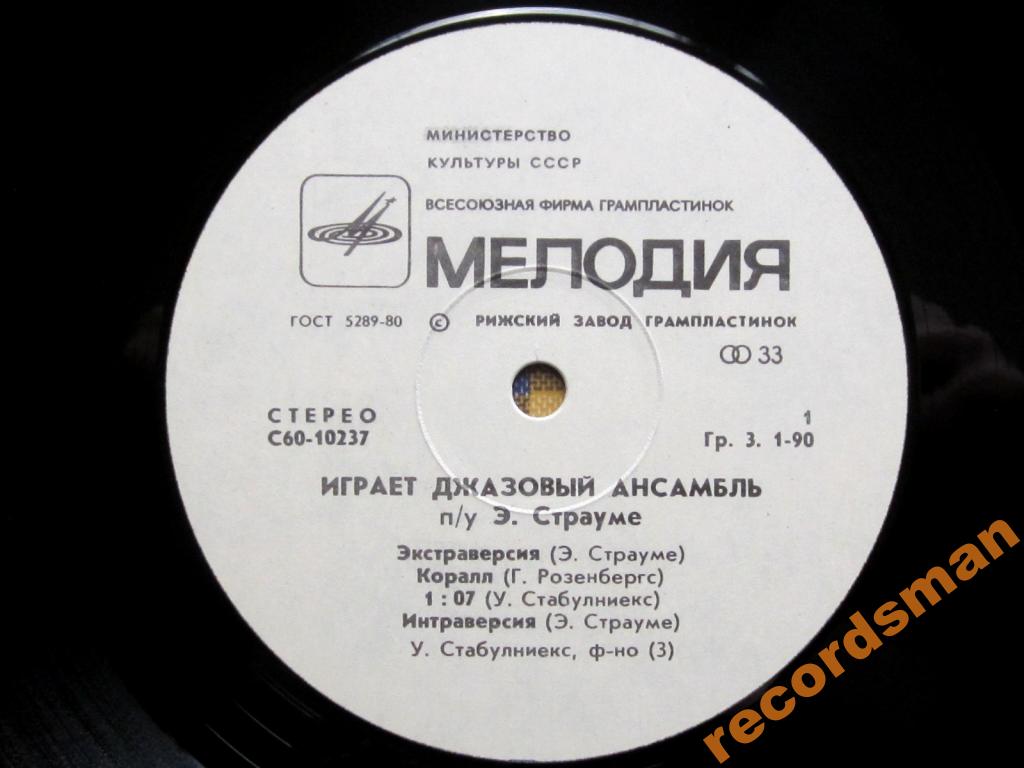 МИНИСТЕРСТВО
КУЛЬТУРЫ СССР
ВСЕСОЮЗНАЯ ФИРМА ГРАМПЛАСТИНОК
МЕЛОДИЯ
ГОСТ 5289-80 © РИЖСКИЙ ЗАВОД ГРАМПЛАСТИНОК
33
СТЕРЕО 1
С60-10237 Гр. 3. 1-90
ИГРАЕТ ДЖАЗОВЫЙ АНСАМБЛЬ
п/у Э. Страуме
Экстраверсия (Э. Страуме)
Коралл (Г. Розенбергс)
1 : 07 (У. Стабулниекс)
Интраверсия (Э. Страуме)
У. Стабулниекс, ф-но (3)
recordsman